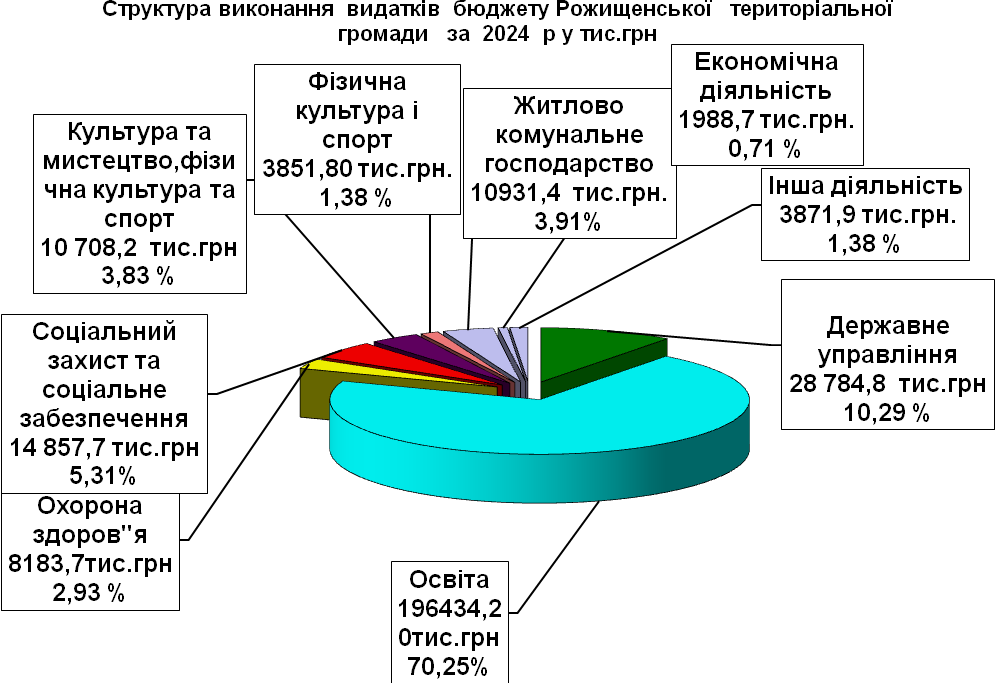 Структура виконання видатків бюджету Рожищенської територіальної
громади за 2024 р у тис.грн
Економічна
діяльність
1988,7 тис.грн.
0,71 %
Фізична
культура і
спорт
3851,80 тис.грн.
1,38 %
Житлово
комунальне
господарство
10931,4 тис.грн.
3,91%
Культура та
мистецтво,фізи
чна культура та
спорт
10 708,2 тис.грн
3,83 %
Інша діяльність
3871,9 тис.грн.
1,38 %
Державне
управління
28 784,8 тис.грн
10,29 %
Соціальний
захист та
соціальне
забезпечення
14 857,7 тис.грн
5,31%
Охорона
здоров"я
8183,7тис.грн
2,93 %
Освіта
196434,2
0тис.грн
70,25%